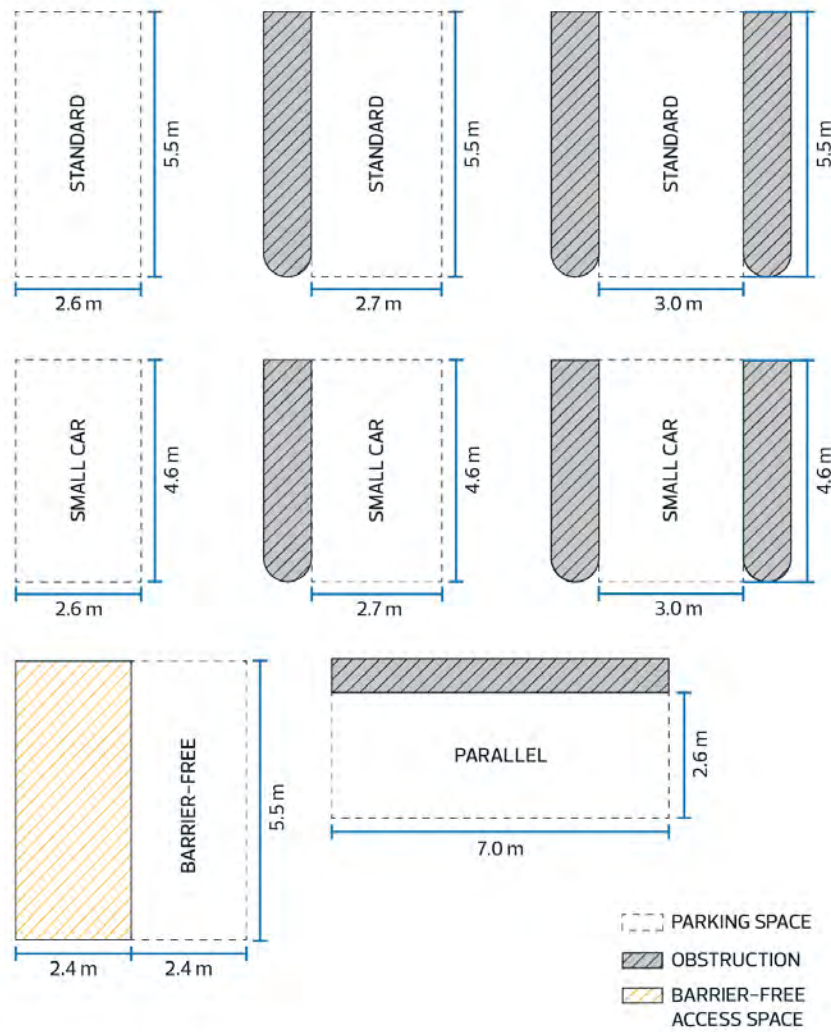 STANDARD
5.5 m
2.6 m
STANDARD
5.5 m
2.7 m
STANDARD
5.5 m
3.0 m
SMALL CAR
4.6 m
2.6 m
SMALL CAR
4.6 m
2.7 m
SMALL CAR
4.6 m
3.0 m
BARRIER-FREE
5.5 m
2.4 m
2.4 m
PARALLEL
2.6 m
7.0 m
PARKING SPACE
OBSTRUCTION
BARRIER-FREE
ACCESS SPACE